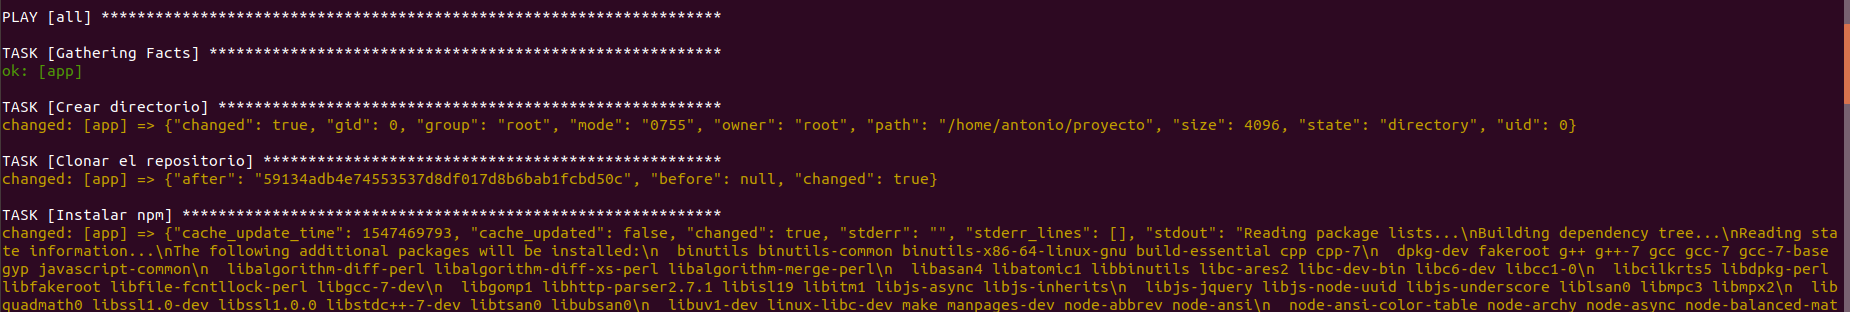 PLAY [all] *********************************************************************
TASK [Gathering Facts] *********************************************************
ok: [app]
TASK [Crear directorio] ********************************************************
changed: [app] => {"changed": true, "gid": 0, "group": "root", "mode": "0755", "owner": "root", "path": "/home/antonio/proyecto", "size": 4096, "state": "directory", "uid": 0}
TASK [Clonar el repositorio] ***************************************************
changed: [app] => {"after": "59134adb4e74553537d8df017d8b6bab1fcbd50c", "before": null, "changed": true}
TASK [Instalar npm] ************************************************************
changed: [app] => {"cache_update_time": 1547469793, "cache_updated": false, "changed": true, "stderr": "", "stderr_lines": [], "stdout": "Reading package lists...\nBuilding dependency tree...\nReading sta
te information...\nThe following additional packages will be installed:\n  binutils binutils-common binutils-x86-64-linux-gnu build-essential cpp cpp-7\n  dpkg-dev fakeroot g++ g++-7 gcc gcc-7 gcc-7-base
gyp javascript-common\n  libalgorithm-diff-perl libalgorithm-diff-xs-perl libalgorithm-merge-perl\n  libasan4 libatomic1 libbinutils libc-ares2 libc-dev-bin libc6-dev libcc1-0\n  libcilkrts5 libdpkg-perl
libfakeroot libfile-fcntllock-perl libgcc-7-dev\n  libgomp1 libhttp-parser2.7.1 libisl19 libitm1 libjs-async libjs-inherits\n  libjs-jquery libjs-node-uuid libjs-underscore liblsan0 libmpc3 libmpx2\n  lib
quadmath0 libssl1.0-dev libssl1.0.0 libstdc++-7-dev libtsan0 libubsan0\n  libuv1-dev linux-libc-dev make manpages-dev node-abbrev node-ansi\n  node-ansi-color-table node-archy node-async node-balanced-mat